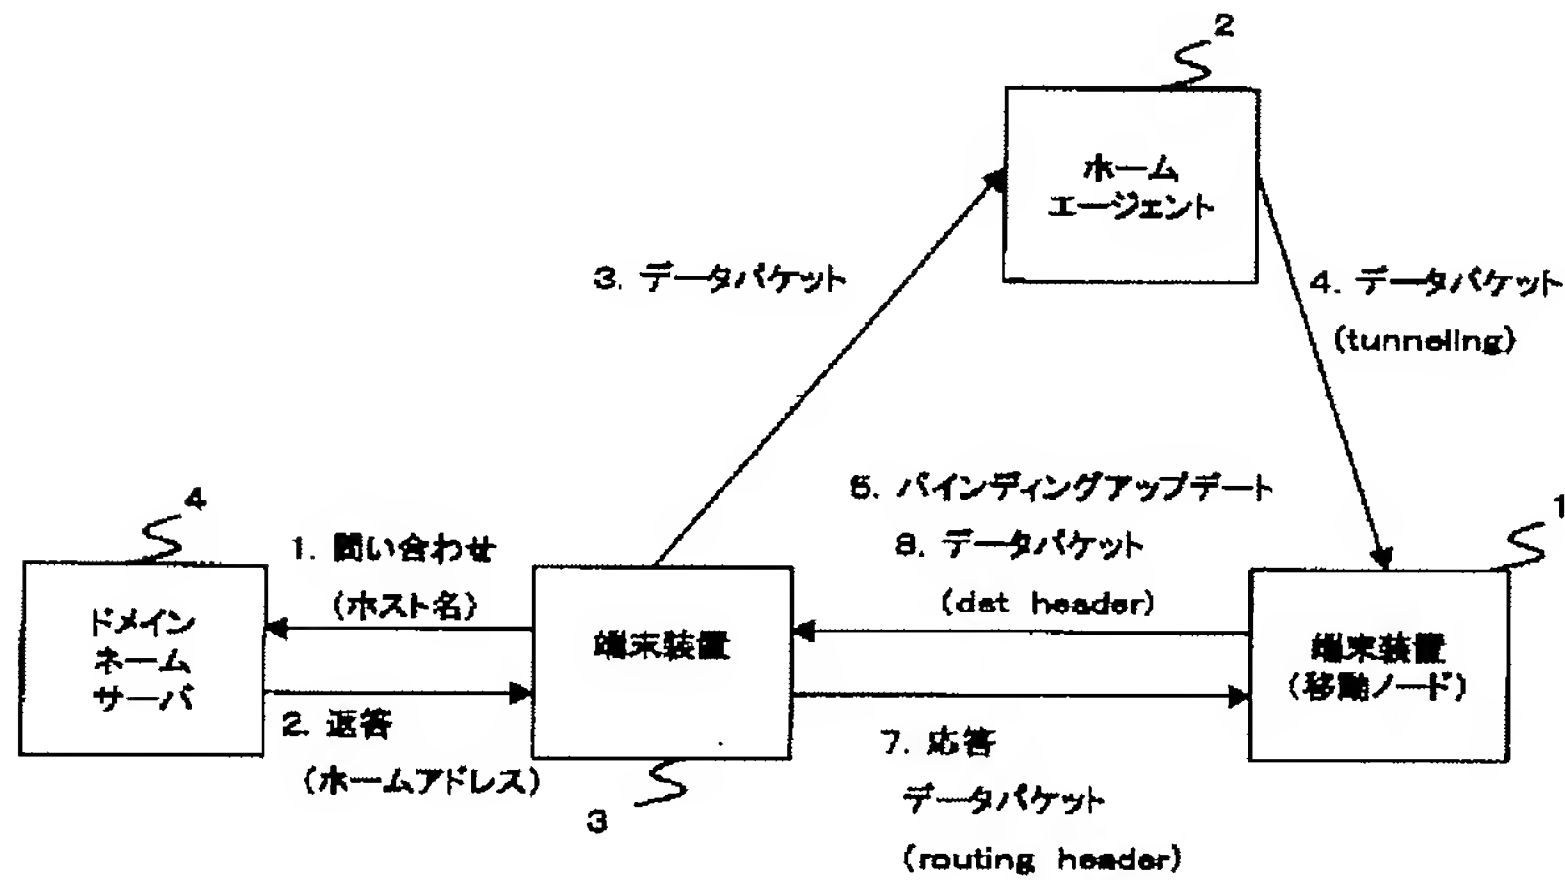 2
ホーム
エージェント
3. データパケット
4. データパケット
(tunneling)
4
1. 問い合わせ
(ホスト名)
5. バインディングアップデート
6. データパケット
(dst header)
1
ドメイン
ネーム
サーバ
端末装置
端末装置
(移動ノード)
2. 返答
(ホームアドレス)
3
7. 応答
データパケット
(routing header)